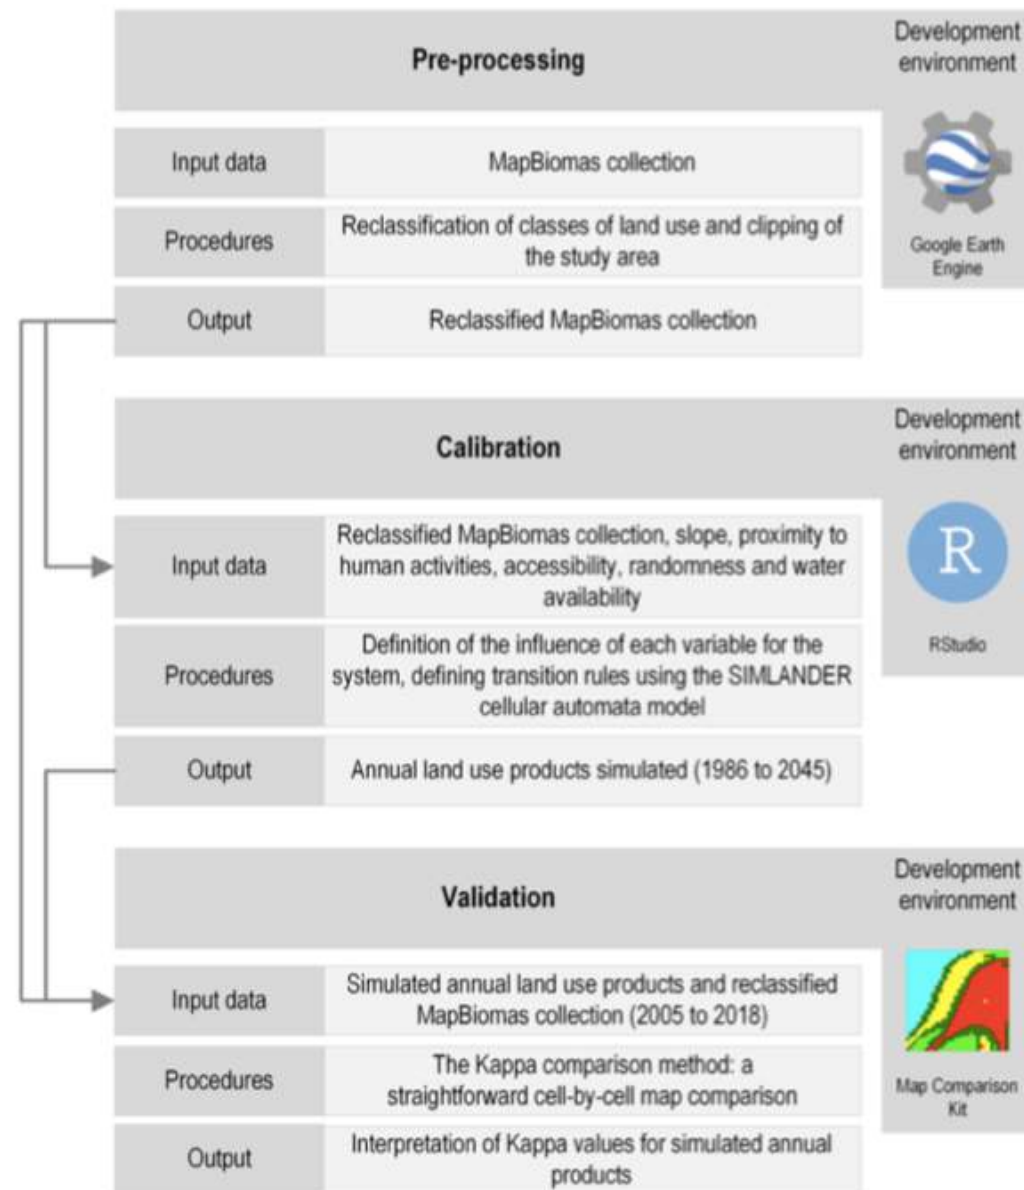 Pre-processing
Development
environment
Input data
MapBiomas collection
Procedures
Reclassification of classes of land use and clipping of
the study area
Google Earth
Engine
Output
Reclassified MapBiomas collection
Calibration
Development
environment
Input data
Reclassified MapBiomas collection, slope, proximity to
human activities, accessibility, randomness and water
availability
R
RStudio
Procedures
Definition of the influence of each variable for the
system, defining transition rules using the SIMLANDER
cellular automata model
Output
Annual land use products simulated (1986 to 2045)
Validation
Development
environment
Input data
Simulated annual land use products and reclassified
MapBiomas collection (2005 to 2018)
Procedures
The Kappa comparison method: a
straightforward cell-by-cell map comparison
Map Comparison
Kit
Output
Interpretation of Kappa values for simulated annual
products